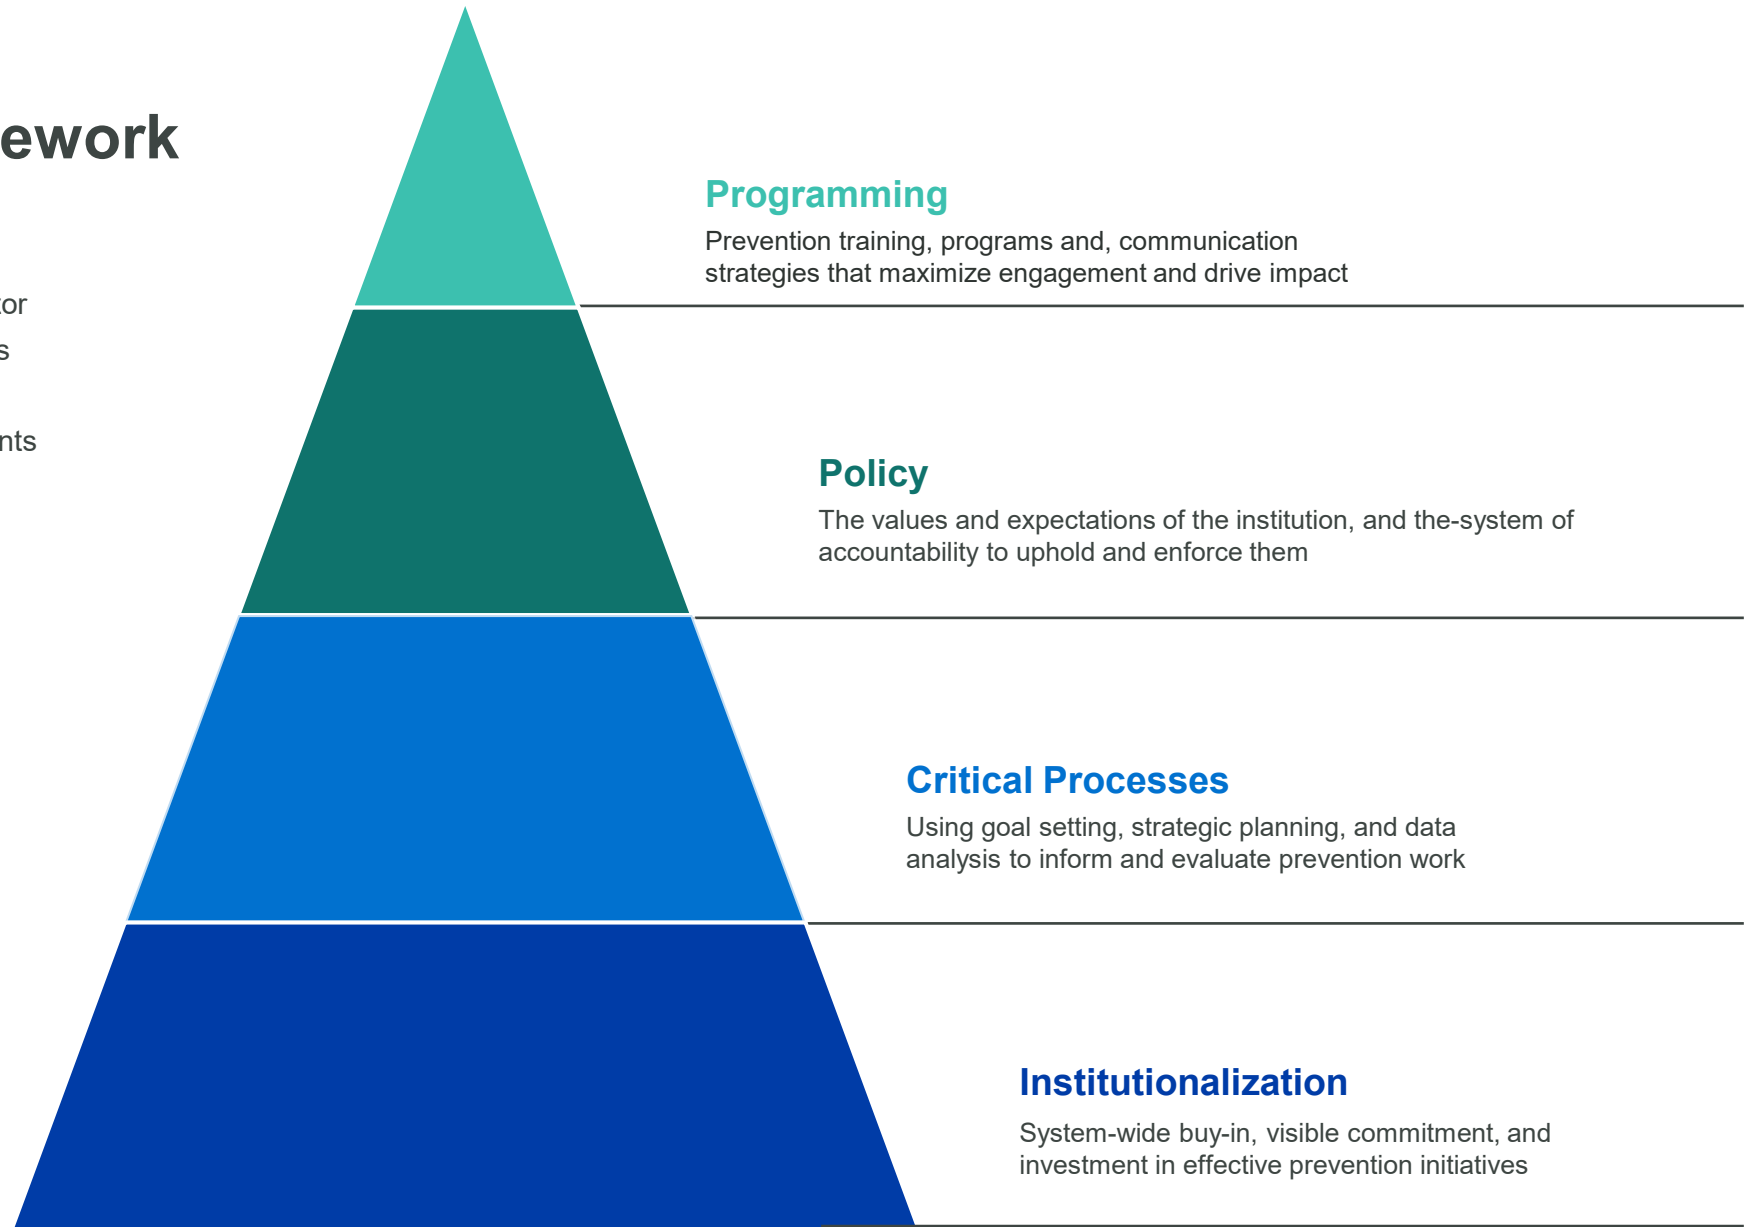 ework
tor
s
nts
Programming
Prevention training, programs and, communication
strategies that maximize engagement and drive impact
Policy
The values and expectations of the institution, and the-system of
accountability to uphold and enforce them
Critical Processes
Using goal setting, strategic planning, and data
analysis to inform and evaluate prevention work
Institutionalization
System-wide buy-in, visible commitment, and
investment in effective prevention initiatives